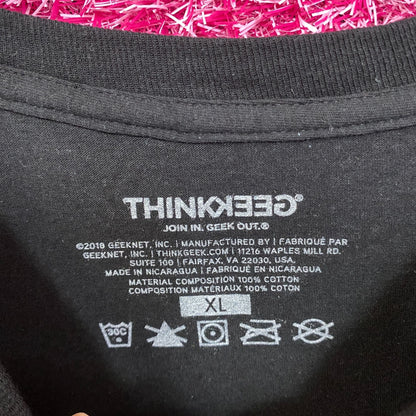 THINKGEEK®
JOIN IN. GEEK OUT.®
©2018 GEEKNET, INC. | MANUFACTURED BY | FABRIQUÉ PAR
GEEKNET, INC. | THINKGEEK.COM | 11216 WAPLES MILL RD.
SUITE 100 | FAIRFAX, VA 22030, USA.
MADE IN NICARAGUA | FABRIQUÉ EN NICARAGUA
MATERIAL COMPOSITION 100% COTTON
COMPOSITION MATÉRIAUX 100% COTON
XL
30C